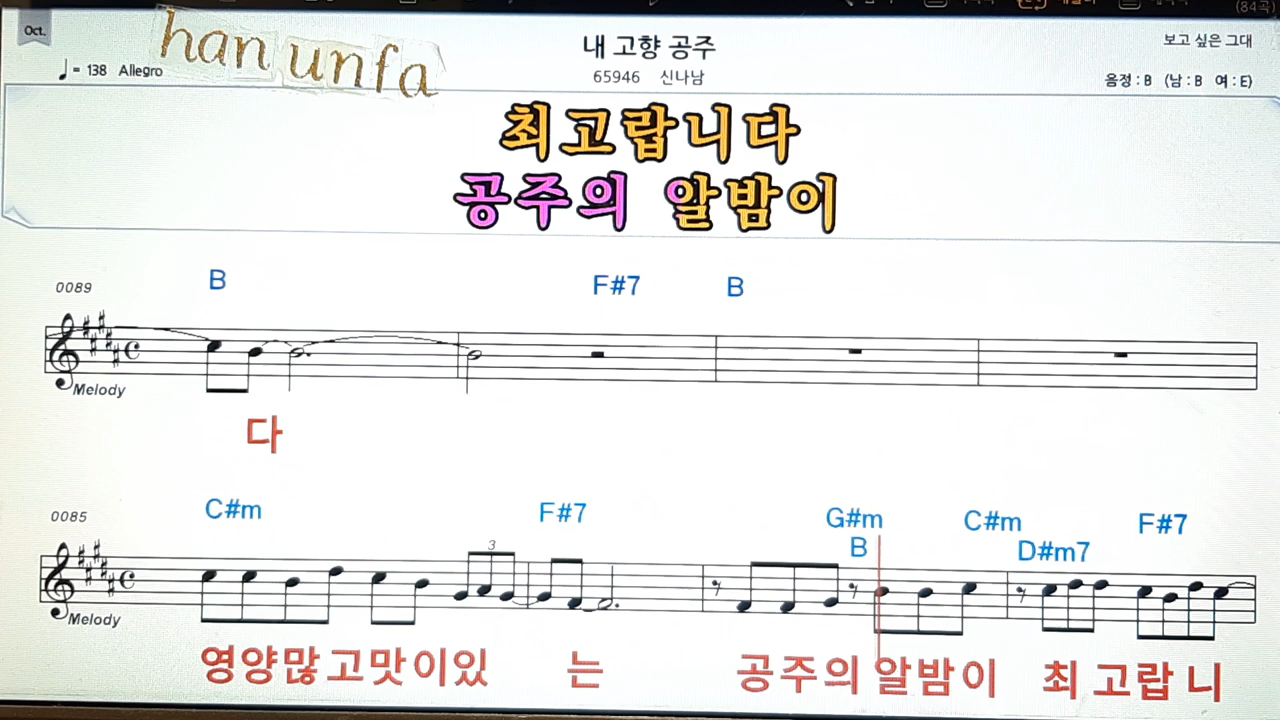 (84곡)
Oct.
han unfa
내 고향 공주
보고 싶은 그대
♩= 138 Allegro
65946 신나남
음정 : B (남 : B 여 : E)
최고랍니다
공주의 알밤이
0089
B F#7 B
Melody
다
0085
C#m F#7 G#m C#m F#7
B D#m7
3
Melody
영양많고맛이있 는 공주의 알밤이 최 고랍 니